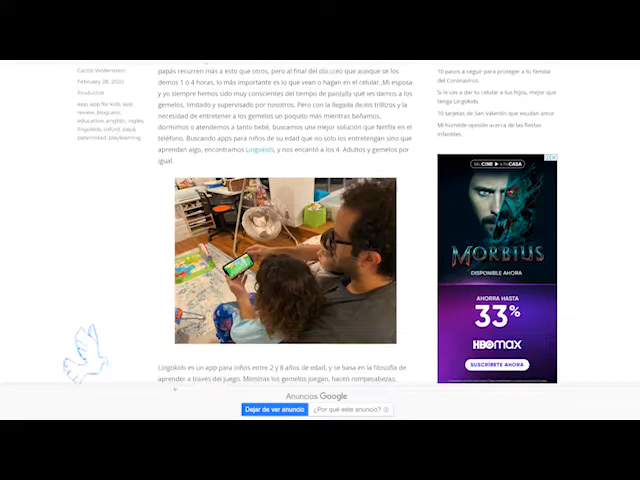 Carlos Wallenstein
February 28, 2020
Productos
app, app for kids, app
review, bloguero,
education, english, ingles,
lingokids, oxford, papa,
paternidad, playlearning
papás recurren más a esto que otros, pero al final del día creo que aunque se los
demos 1 o 4 horas, lo más importante es lo que vean o hagan en el celular. Mi esposa
y yo siempre hemos sido muy conscientes del tiempo de pantalla que les damos a los
gemelos, limitado y supervisado por nosotros. Pero con la llegada de los trillizos y la
necesidad de entretener a los gemelos un poquito más mientras bañamos,
dormimos o atendemos a tanto bebé, buscamos una mejor solución que Netflix en el
teléfono. Buscando apps para niños de su edad que no solo los entretengan sino que
aprendan algo, encontramos Lingokids, y nos encantó a los 4. Adultos y gemelos por
igual.
Lingokids es un app para niños entre 2 y 8 años de edad, y se basa en la filosofía de
aprender a través del juego. Mientras los gemelos juegan, hacen rompecabezas,
10 pasos a seguir para proteger a tu familia
del Coronavirus.
Si le vas a dar tu celular a tus hijos, mejor que
tenga Lingokids
10 tarjetas de San Valentin que exudan amor
Mi humilde opinión acerca de las fiestas
infantiles.
DEL CINE A TU CASA
MORBIUS
DISPONIBLE AHORA
AHORRA HASTA
33%
HBOMAX
SUSCRÍBETE AHORA
Anuncios Google
Dejar de ver anuncio
¿Por qué este anuncio?